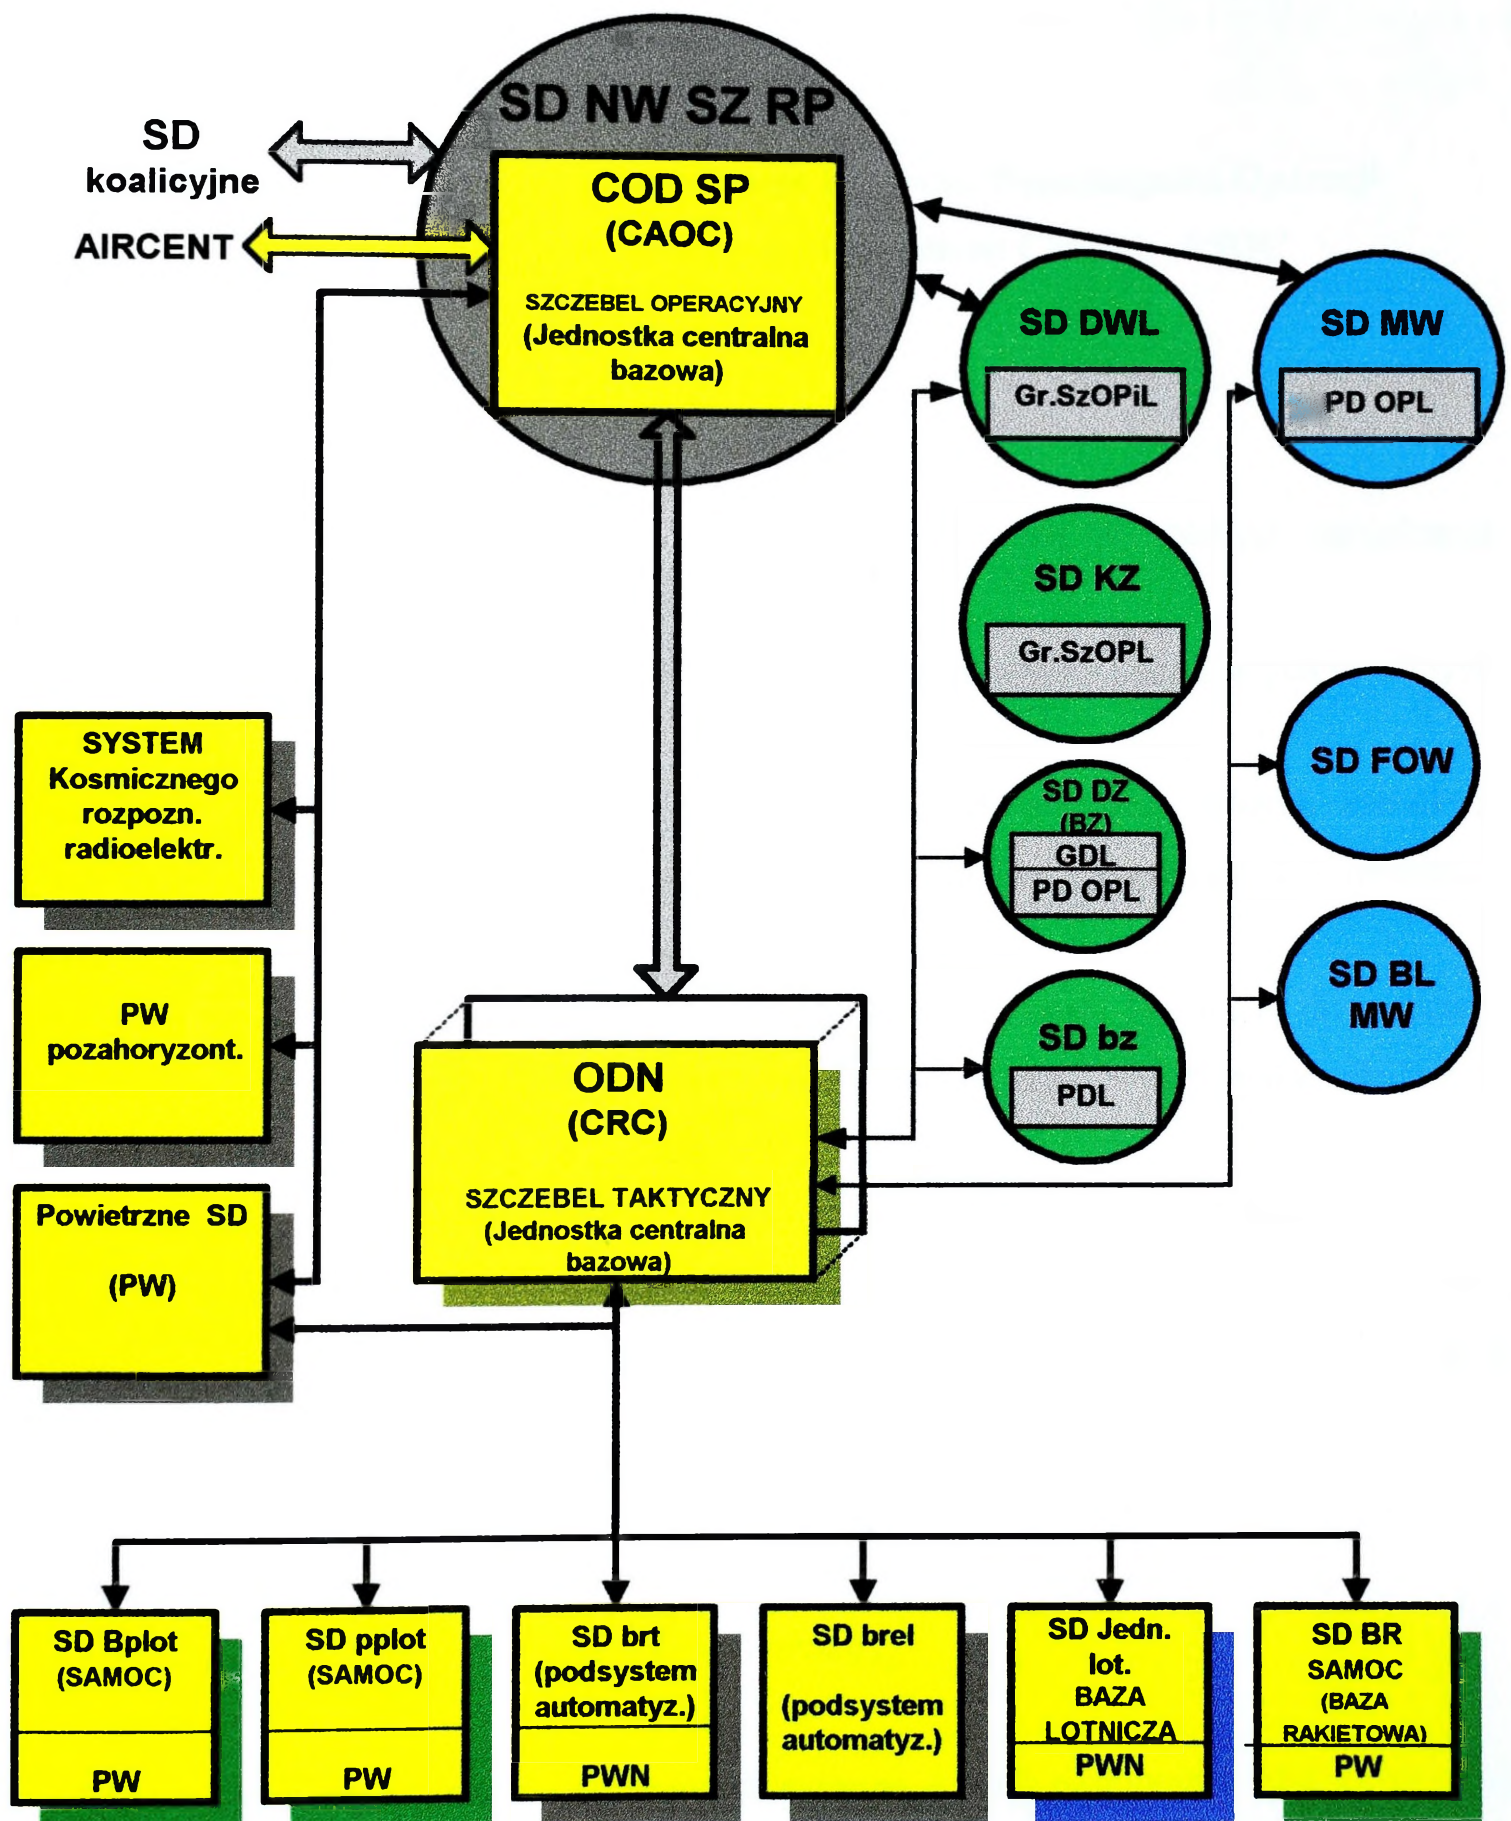 SD NW SZ RP
SD
koalicyjne
AIRCENT
COD SP
(CAOC)
SZCZEBEL OPERACYJNY
(Jednostka centralna
bazowa)
SD DWL
Gr.SzOPiL
SD MW
PD OPL
SD KZ
Gr.SzOPL
SD FOW
SD DZ
(BZ)
GDL
PD OPL
SD BL
MW
SD bz
PDL
SYSTEM
Kosmicznego
rozpozn.
radioelektr.
PW
pozahoryzont.
Powietrzne SD
(PW)
ODN
(CRC)
SZCZEBEL TAKTYCZNY
(Jednostka centralna
bazowa)
SD Bplot
(SAMOC)
PW
SD pplot
(SAMOC)
PW
SD brt
(podsystem
automatyz.)
PWN
SD brel
(podsystem
automatyz.)
SD Jedn.
lot.
BAZA
LOTNICZA
PWN
SD BR
SAMOC
(BAZA
RAKIETOWA)
PW